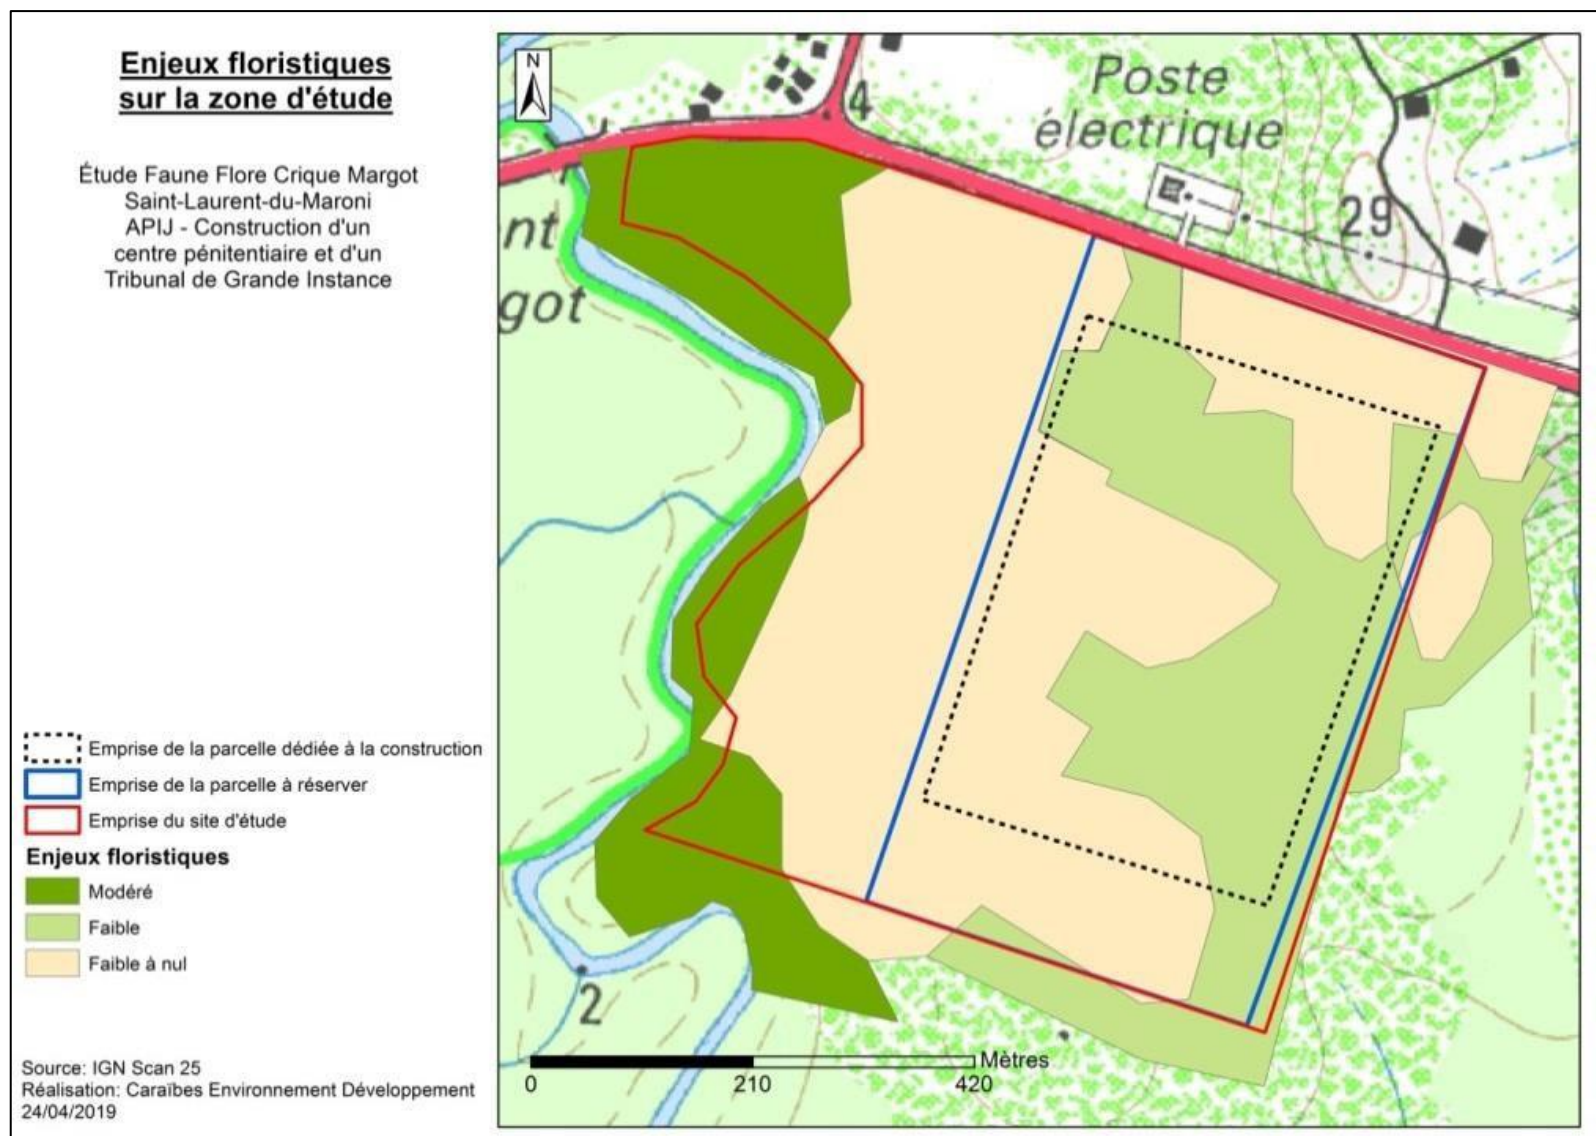 Enjeux floristiques
sur la zone d'étude
Étude Faune Flore Crique Margot
Saint-Laurent-du-Maroni
APIJ - Construction d'un
centre pénitentiaire et d'un
Tribunal de Grande Instance
N
Poste
électrique
4
29
nt
got
2
Emprise de la parcelle dédiée à la construction
Emprise de la parcelle à réserver
Emprise du site d'étude
Enjeux floristiques
Modéré
Faible
Faible à nul
Mètres
0 210 420
Source: IGN Scan 25
Réalisation: Caraïbes Environnement Développement
24/04/2019